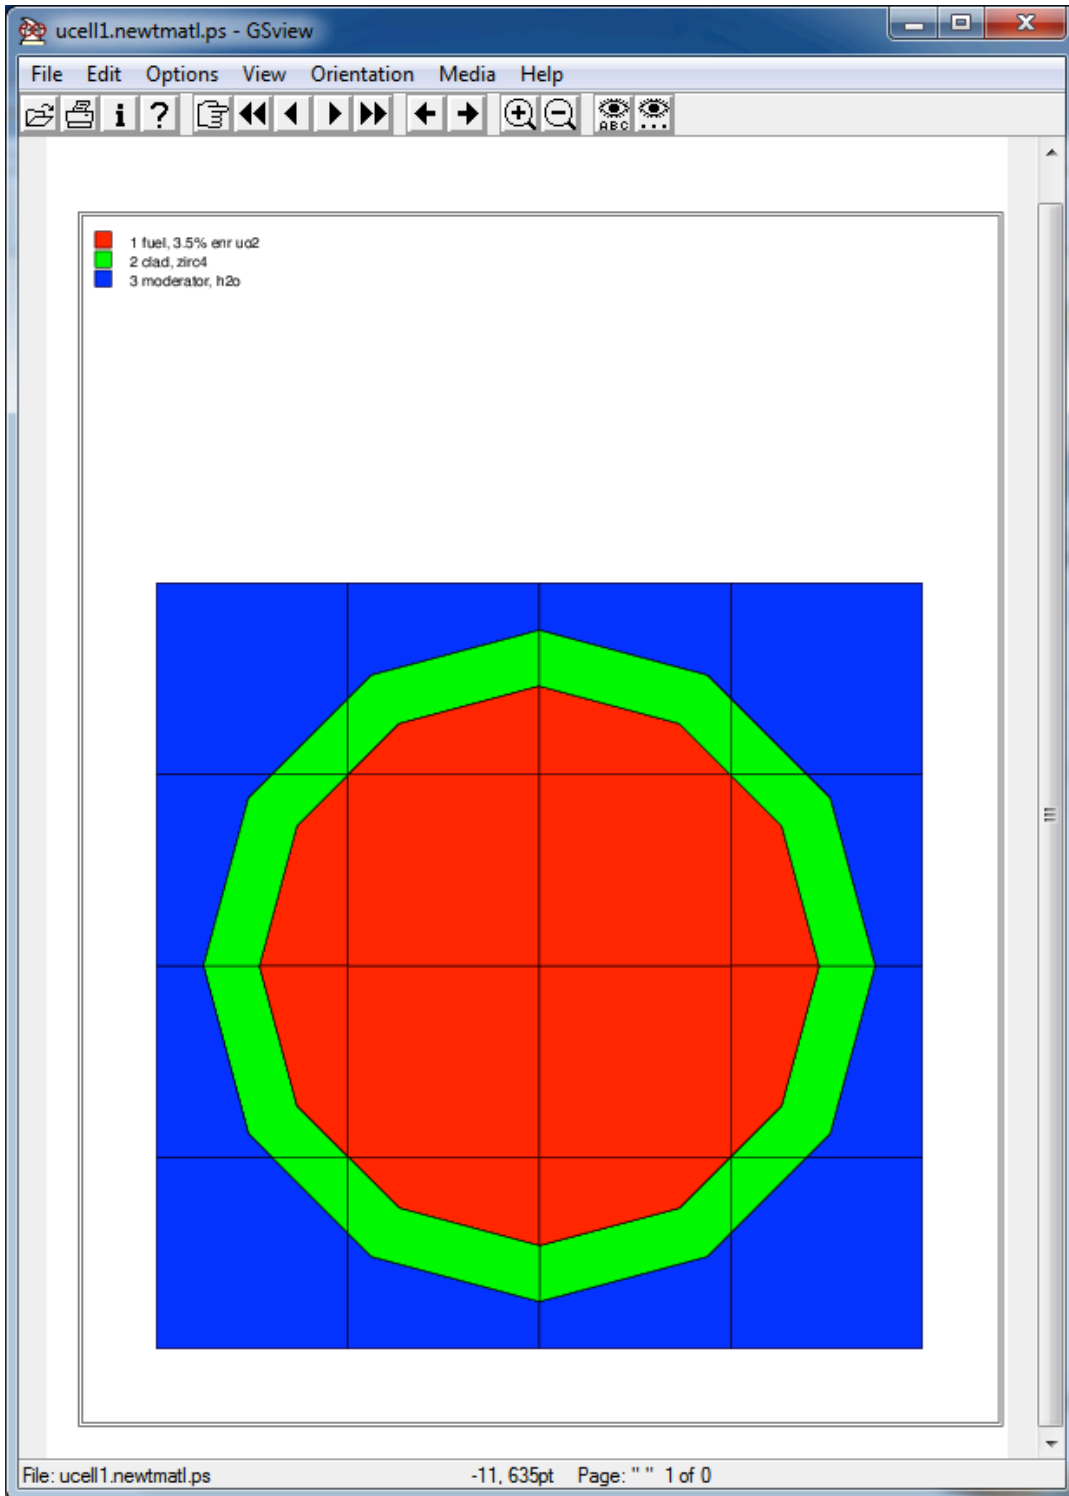 ucell1.newtmatl.ps - GSview
File Edit Options View Orientation Media Help
i ?
ABC
1 fuel, 3.5% enr uo2
2 clad, zirc4
3 moderator, h2o
File: ucell1.newtmatl.ps -11, 635pt Page: " " 1 of 0